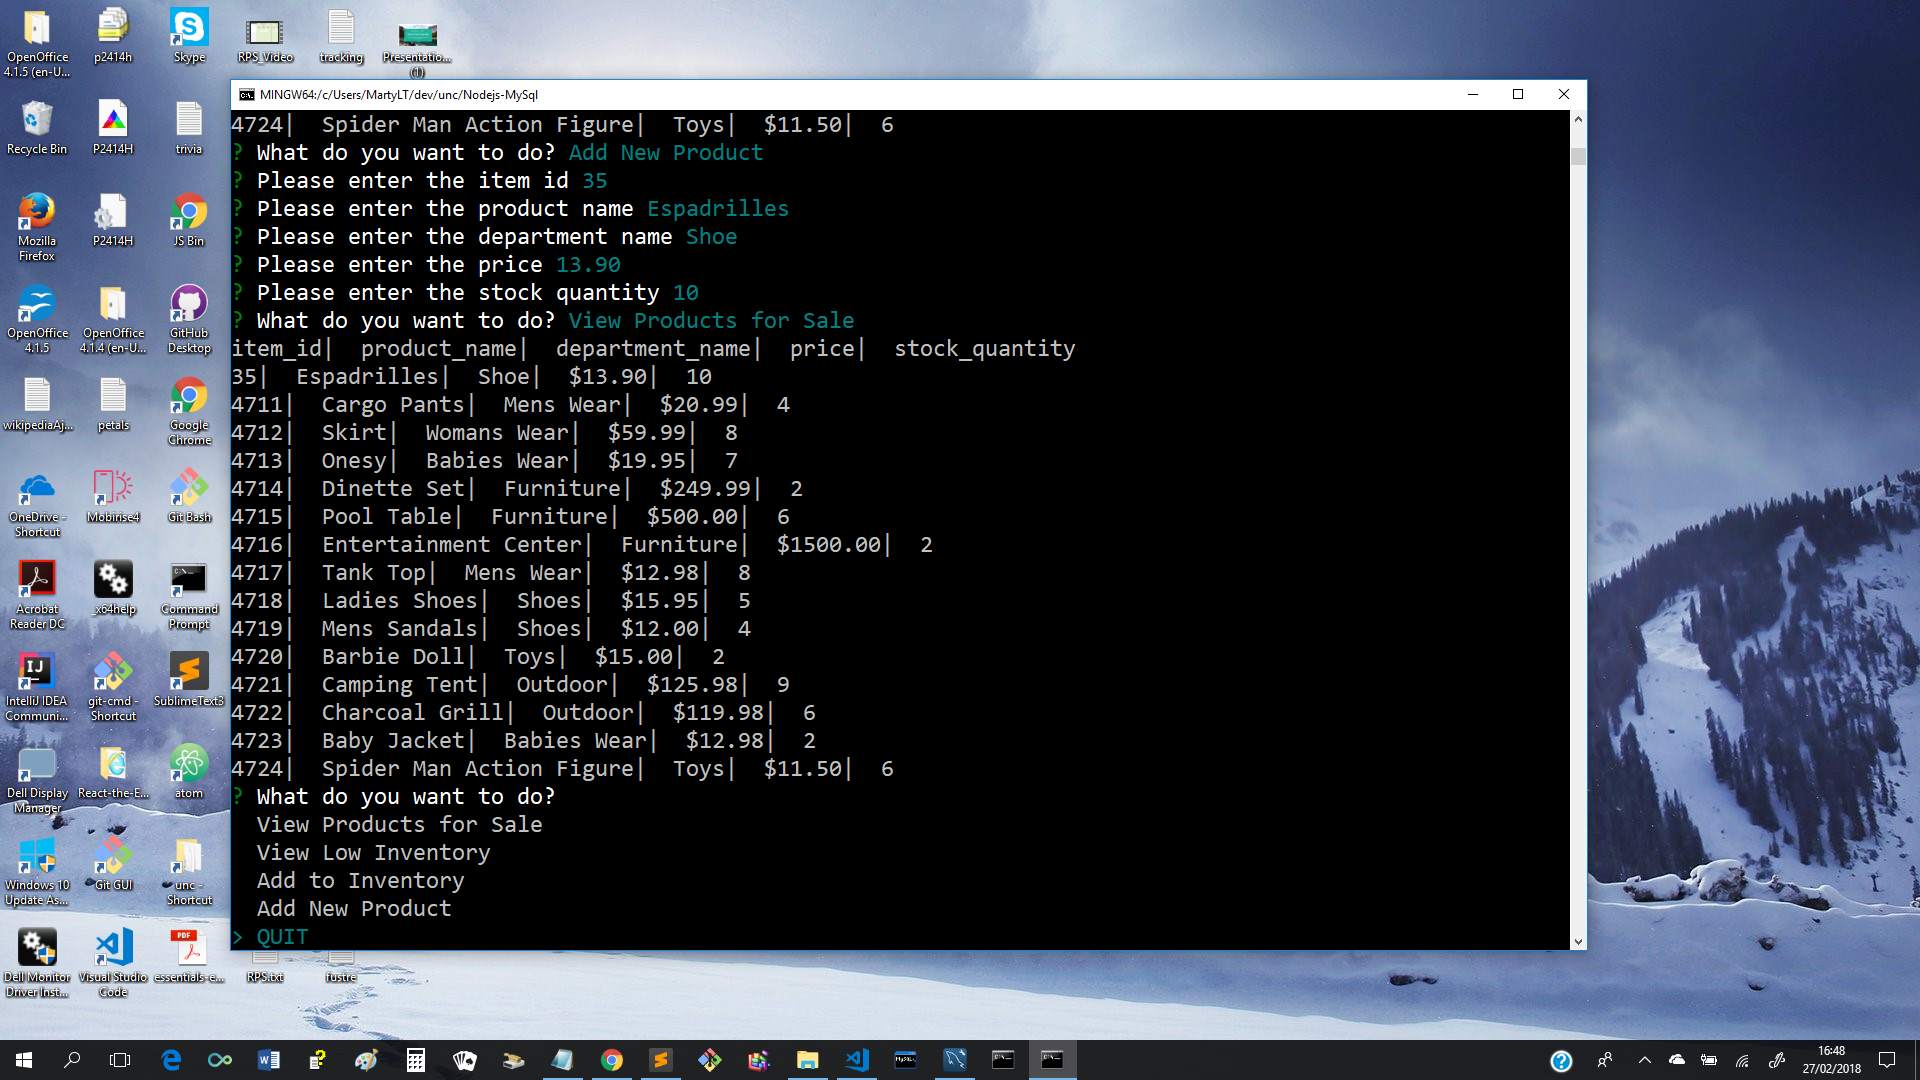 OpenOffice 4.1.5 (en-U...
p2414h
Skype
RPS_Video
tracking
Presentatio... (1)
Recycle Bin
P2414H
trivia
Mozilla Firefox
P2414H
JS Bin
OpenOffice 4.1.5
OpenOffice 4.1.4 (en-U...
GitHub Desktop
wikipediaAj...
petals
Google Chrome
OneDrive - Shortcut
Mobirise4
Git Bash
Acrobat Reader DC
_x64help
Command Prompt
IntelliJ IDEA Communi...
git-cmd - Shortcut
SublimeText3
Dell Display Manager
React-the-E...
atom
Windows 10 Update As...
Git GUI
unc - Shortcut
Dell Monitor Driver Inst...
Visual Studio Code
essentials-e...
RPS.txt
fustre
MINGW64:/c/Users/MartyLT/dev/unc/Nodejs-MySql
4724|  Spider Man Action Figure|  Toys|  $11.50|  6
? What do you want to do? Add New Product
? Please enter the item id 35
? Please enter the product name Espadrilles
? Please enter the department name Shoe
? Please enter the price 13.90
? Please enter the stock quantity 10
? What do you want to do? View Products for Sale
item_id|  product_name|  department_name|  price|  stock_quantity
35|  Espadrilles|  Shoe|  $13.90|  10
4711|  Cargo Pants|  Mens Wear|  $20.99|  4
4712|  Skirt|  Womans Wear|  $59.99|  8
4713|  Onesy|  Babies Wear|  $19.95|  7
4714|  Dinette Set|  Furniture|  $249.99|  2
4715|  Pool Table|  Furniture|  $500.00|  6
4716|  Entertainment Center|  Furniture|  $1500.00|  2
4717|  Tank Top|  Mens Wear|  $12.98|  8
4718|  Ladies Shoes|  Shoes|  $15.95|  5
4719|  Mens Sandals|  Shoes|  $12.00|  4
4720|  Barbie Doll|  Toys|  $15.00|  2
4721|  Camping Tent|  Outdoor|  $125.98|  9
4722|  Charcoal Grill|  Outdoor|  $119.98|  6
4723|  Baby Jacket|  Babies Wear|  $12.98|  2
4724|  Spider Man Action Figure|  Toys|  $11.50|  6
? What do you want to do?
View Products for Sale
View Low Inventory
Add to Inventory
Add New Product
> QUIT
16:48
27/02/2018